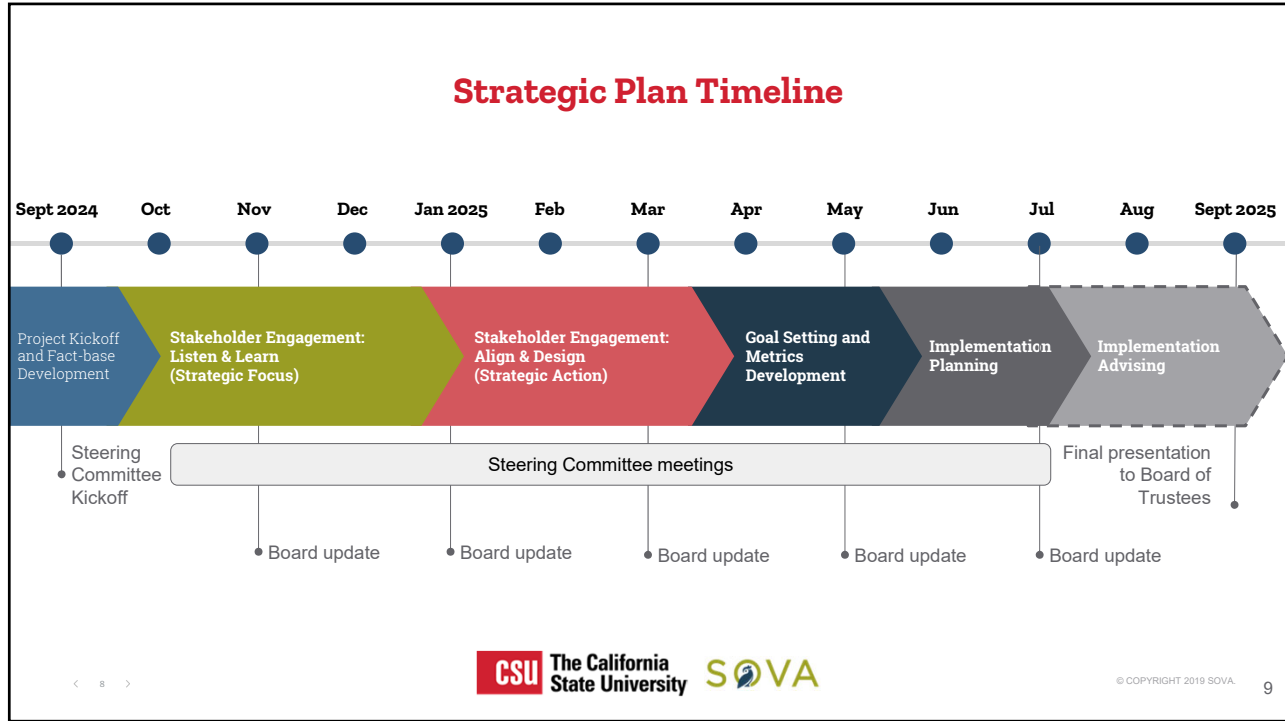 Strategic Plan Timeline
Sept 2024 Oct Nov Dec Jan 2025 Feb Mar Apr May Jun Jul Aug Sept 2025
Project Kickoff
and Fact-base
Development
Stakeholder Engagement:
Listen & Learn
(Strategic Focus)
Stakeholder Engagement:
Align & Design
(Strategic Action)
Goal Setting and
Metrics
Development
Implementation
Planning
Implementation
Advising
Steering
Committee
Kickoff
Steering Committee meetings
Final presentation
to Board of
Trustees
Board update
Board update
Board update
Board update
Board update
‹ 8 ›
CSU The California
State University
SOVA
© COPYRIGHT 2019 SOVA.
9